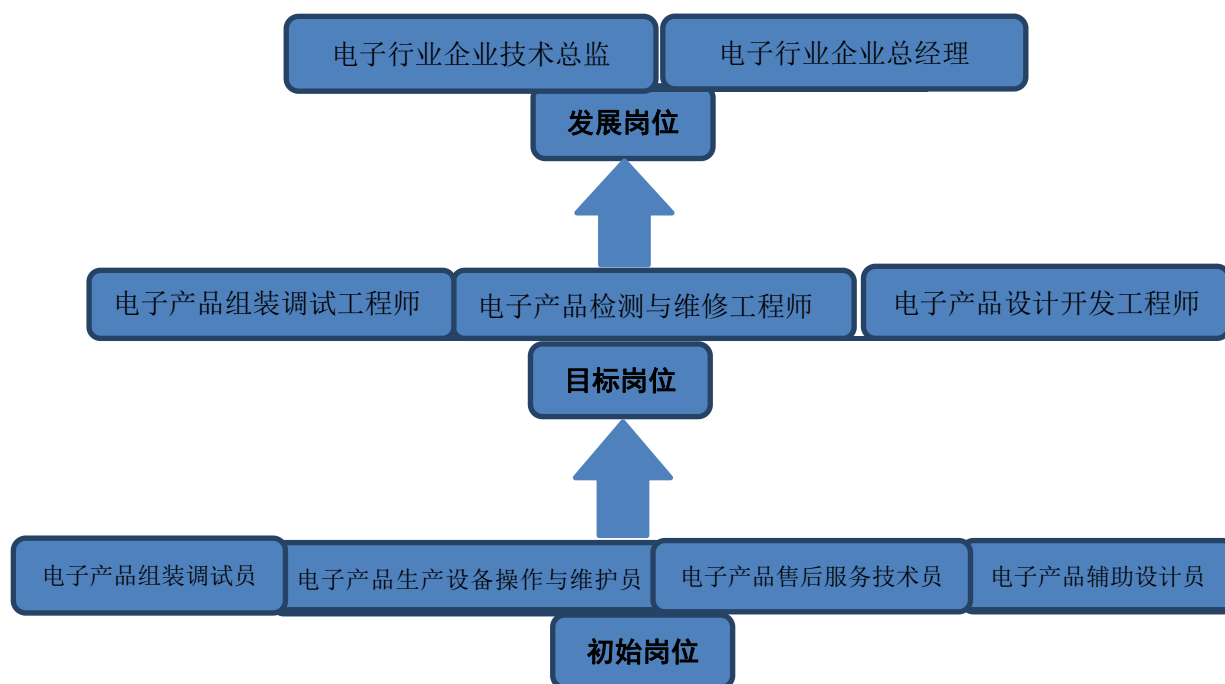 电子行业企业技术总监
电子行业企业总经理
发展岗位
电子产品组装调试工程师
电子产品检测与维修工程师
电子产品设计开发工程师
目标岗位
电子产品组装调试员
电子产品生产设备操作与维护员
电子产品售后服务技术员
电子产品辅助设计员
初始岗位